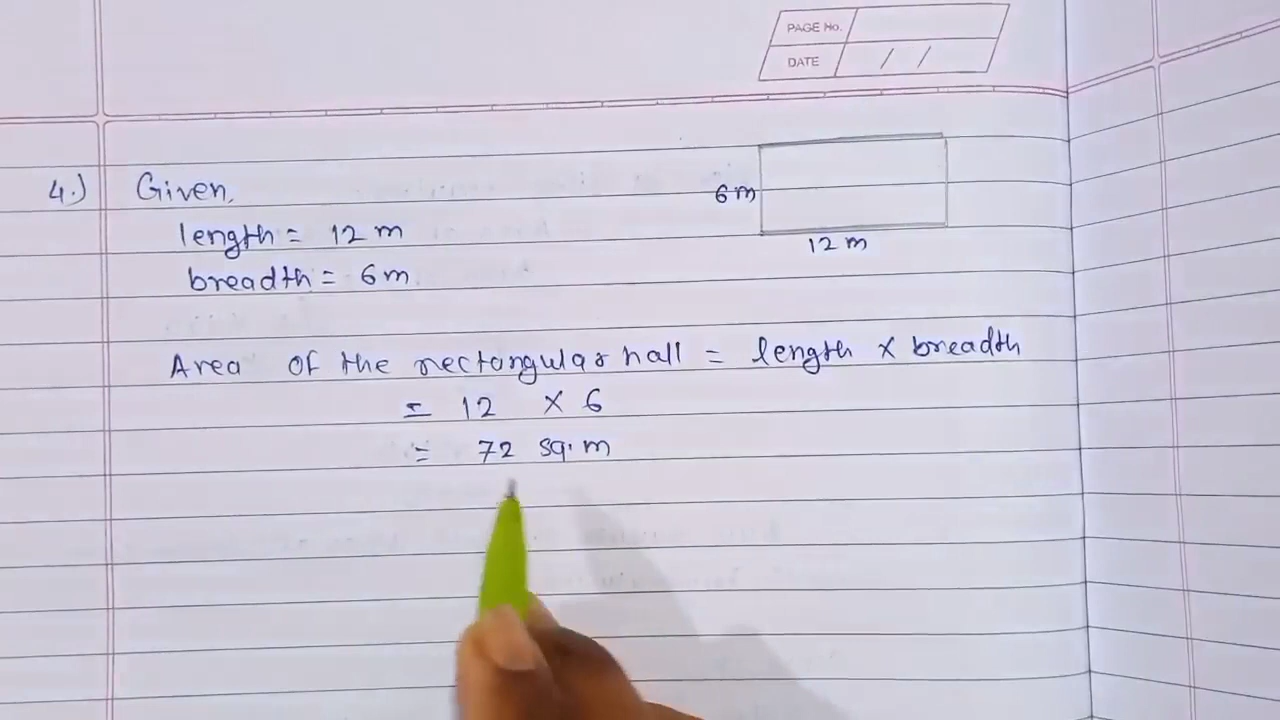 PAGE No.
DATE / /
4.) Given,
length = 12 m
breadth = 6m
6m
12 m
Area of the rectangular hall = length × breadth
= 12 × 6
= 72 sq.m